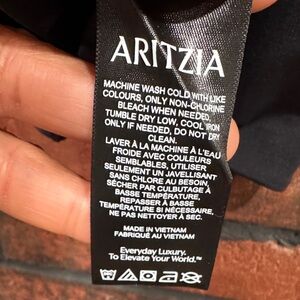 ARITZIA
MACHINE WASH COLD WITH LIKE
COLOURS, ONLY NON-CHLORINE
BLEACH WHEN NEEDED,
TUMBLE DRY LOW, COOL IRON
ONLY IF NEEDED, DO NOT DRY
CLEAN.
LAVER À LA MACHINE À L'EAU
FROIDE AVEC COULEURS
SEMBLABLES, UTILISER
SEULEMENT UN JAVELLISANT
SANS CHLORE AU BESOIN,
SÉCHER PAR CULBUTAGE À
BASSE TEMPÉRATURE,
REPASSER À BASSE
TEMPÉRATURE SI NÉCESSAIRE,
NE PAS NETTOYER À SEC.
MADE IN VIETNAM
FABRIQUÉ AU VIETNAM
Everyday Luxury.
To Elevate Your World.™